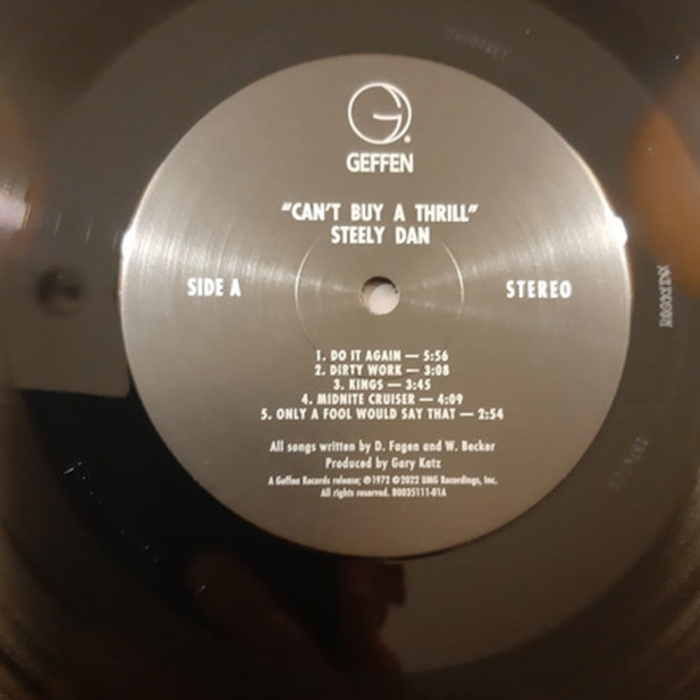 G
GEFFEN
"CAN'T BUY A THRILL"
STEELY DAN
SIDE A
STEREO
1. DO IT AGAIN — 5:56
2. DIRTY WORK — 3:08
3. KINGS — 3:45
4. MIDNITE CRUISER — 4:09
5. ONLY A FOOL WOULD SAY THAT — 2:54
All songs written by D. Fagen and W. Becker
Produced by Gary Katz
A Geffen Records release; ℗1972 ©2022 UMG Recordings, Inc.
All rights reserved. B0035111-01A